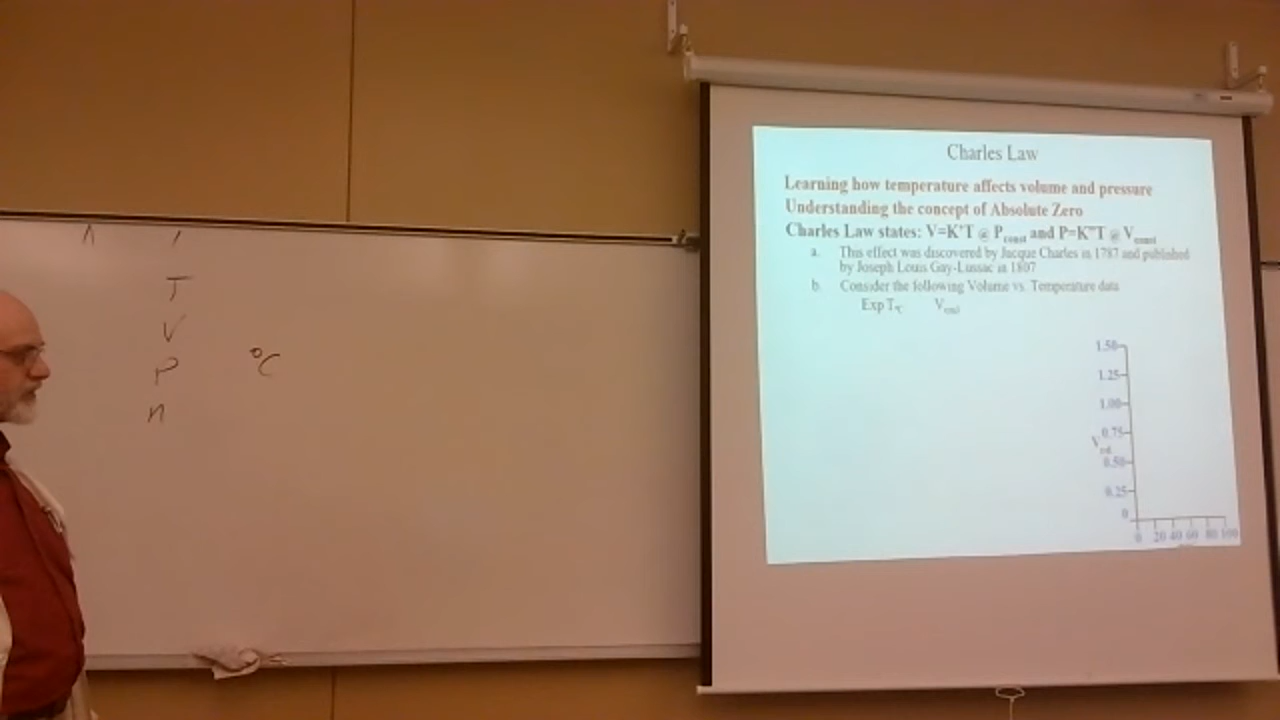 T
V
P
n
°C
Charles Law
Learning how temperature affects volume and pressure
Understanding the concept of Absolute Zero
Charles Law states: V=K'T @ Pconst and P=K"T @ Vconst
a. This effect was discovered by Jacque Charles in 1787 and published
by Joseph Louis Gay-Lussac in 1807
b. Consider the following Volume vs. Temperature data
Exp T°C V
1.50
1.25
1.00
0.75
V
0.50
0.25
0
0 20 40 60 80 100